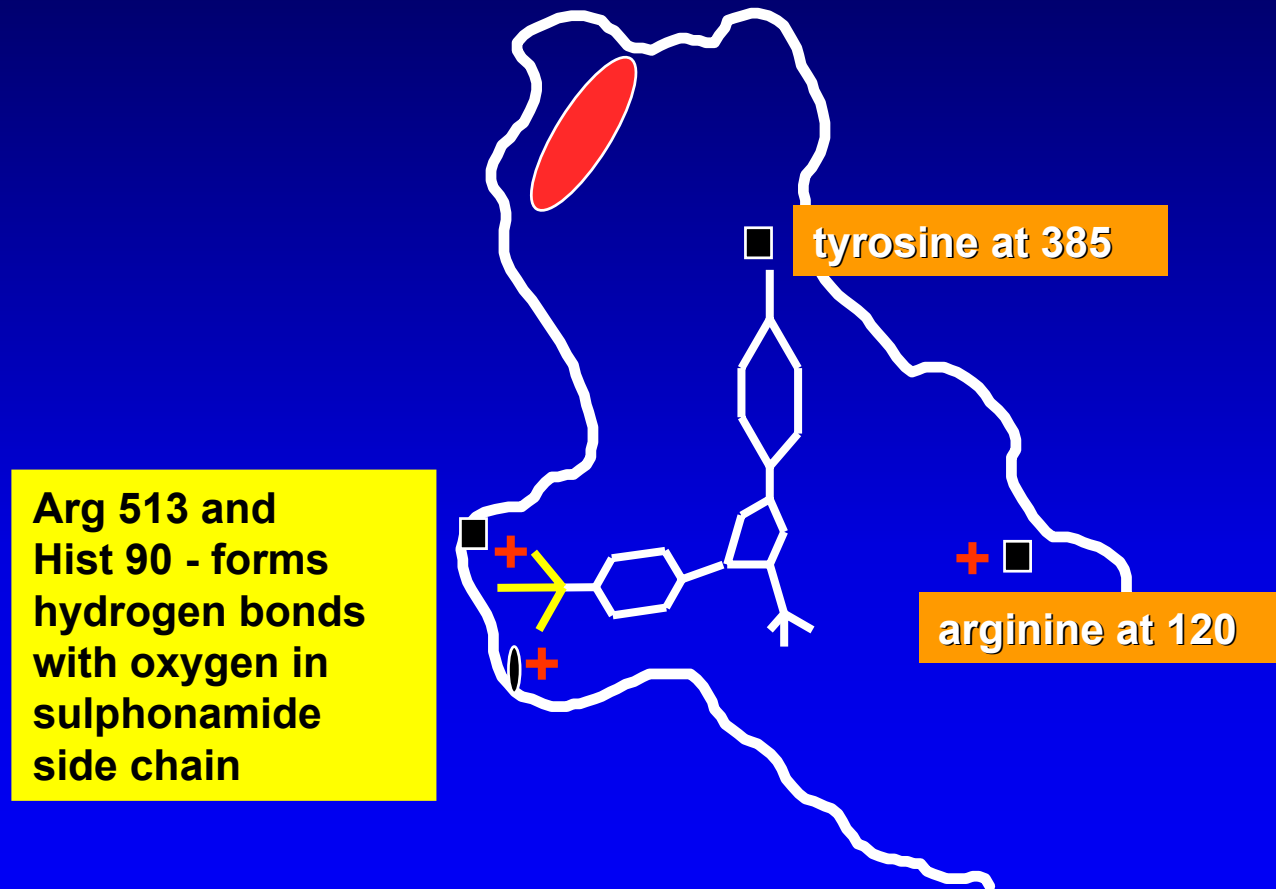 tyrosine at 385
Arg 513 and
Hist 90 - forms
hydrogen bonds
with oxygen in
sulphonamide
side chain
+
+
+
arginine at 120